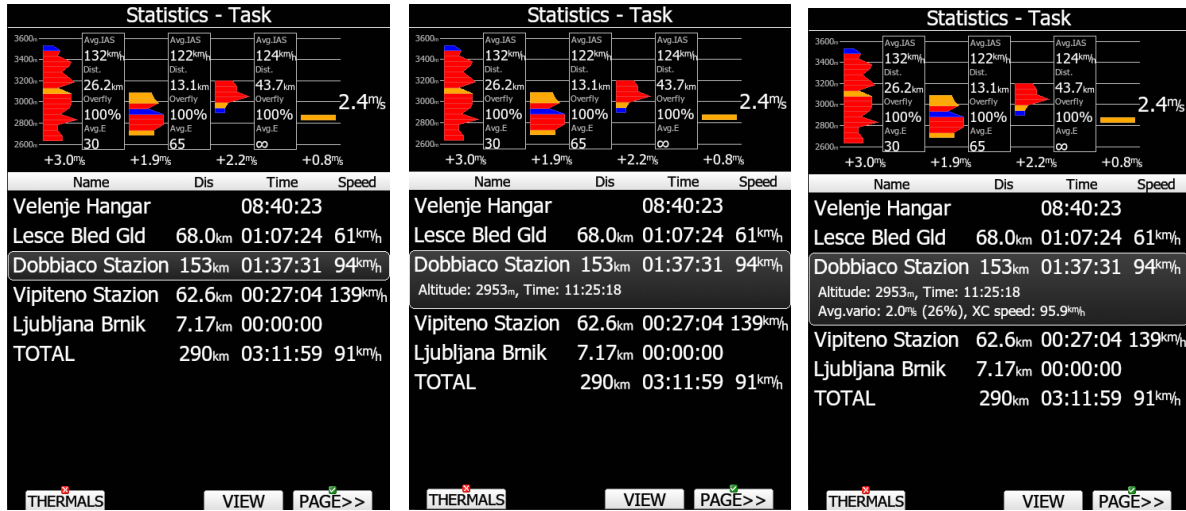 Statistics - Task
3600m
3400m
3200m
3000m
2800m
2600m
Avg.IAS
132km/h
Dist.
26.2km
Overfly
100%
Avg.E
30
Avg.IAS
122km/h
Dist.
13.1km
Overfly
100%
Avg.E
65
Avg.IAS
124km/h
Dist.
43.7km
Overfly
100%
Avg.E
∞
2.4m/s
+3.0m/s +1.9m/s +2.2m/s +0.8m/s
Name Dis Time Speed
Velenje Hangar 08:40:23
Lesce Bled Gld 68.0km 01:07:24 61km/h
Dobbiaco Stazion 153km 01:37:31 94km/h
Vipiteno Stazion 62.6km 00:27:04 139km/h
Ljubljana Brnik 7.17km 00:00:00
TOTAL 290km 03:11:59 91km/h
THERMALS VIEW PAGE>>
Statistics - Task
3600m
3400m
3200m
3000m
2800m
2600m
Avg.IAS
132km/h
Dist.
26.2km
Overfly
100%
Avg.E
30
Avg.IAS
122km/h
Dist.
13.1km
Overfly
100%
Avg.E
65
Avg.IAS
124km/h
Dist.
43.7km
Overfly
100%
Avg.E
∞
2.4m/s
+3.0m/s +1.9m/s +2.2m/s +0.8m/s
Name Dis Time Speed
Velenje Hangar 08:40:23
Lesce Bled Gld 68.0km 01:07:24 61km/h
Dobbiaco Stazion 153km 01:37:31 94km/h
Altitude: 2953m, Time: 11:25:18
Vipiteno Stazion 62.6km 00:27:04 139km/h
Ljubljana Brnik 7.17km 00:00:00
TOTAL 290km 03:11:59 91km/h
THERMALS VIEW PAGE>>
Statistics - Task
3600m
3400m
3200m
3000m
2800m
2600m
Avg.IAS
132km/h
Dist.
26.2km
Overfly
100%
Avg.E
30
Avg.IAS
122km/h
Dist.
13.1km
Overfly
100%
Avg.E
65
Avg.IAS
124km/h
Dist.
43.7km
Overfly
100%
Avg.E
∞
2.4m/s
+3.0m/s +1.9m/s +2.2m/s +0.8m/s
Name Dis Time Speed
Velenje Hangar 08:40:23
Lesce Bled Gld 68.0km 01:07:24 61km/h
Dobbiaco Stazion 153km 01:37:31 94km/h
Altitude: 2953m, Time: 11:25:18
Avg.vario: 2.0m/s (26%), XC speed: 95.9km/h
Vipiteno Stazion 62.6km 00:27:04 139km/h
Ljubljana Brnik 7.17km 00:00:00
TOTAL 290km 03:11:59 91km/h
THERMALS VIEW PAGE>>